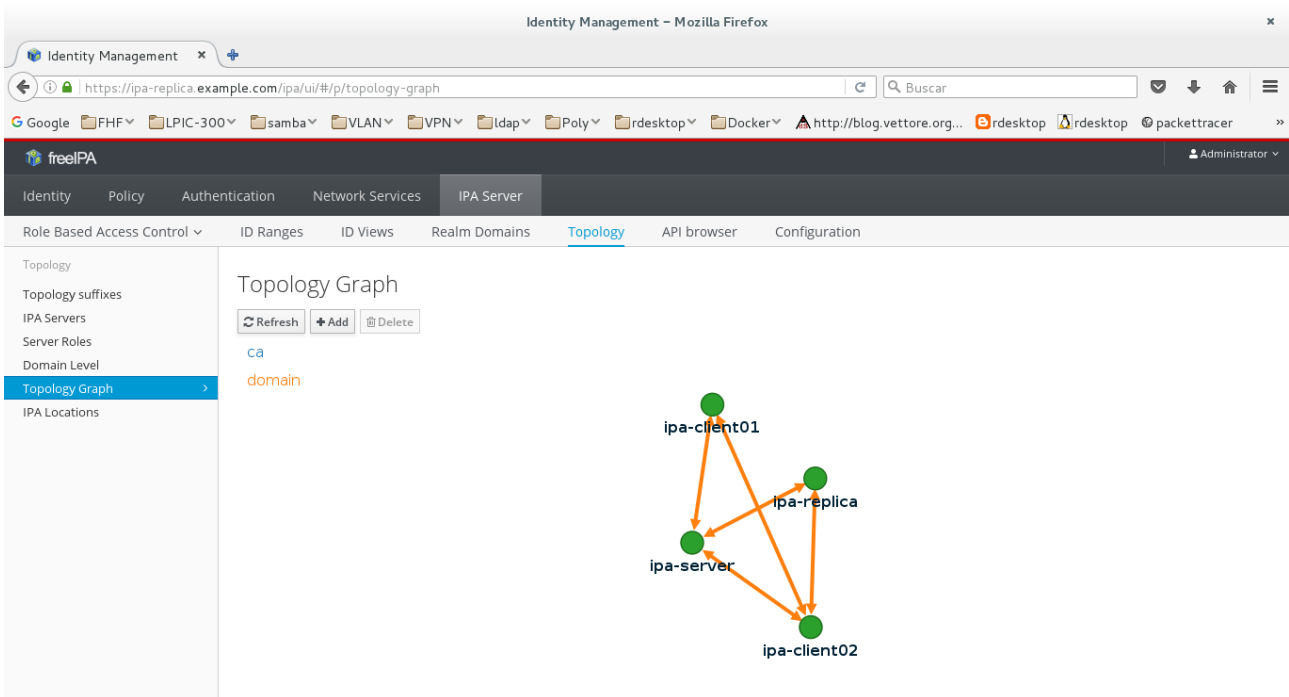 Identity Management – Mozilla Firefox
Identity Management
https://ipa-replica.example.com/ipa/ui/#/p/topology-graph
Buscar
Google FHF LPIC-300 samba VLAN VPN ldap Poly rdesktop Docker http://blog.vettore.org... rdesktop rdesktop packettracer »
freeIPA
Administrator
Identity Policy Authentication Network Services IPA Server
Role Based Access Control ID Ranges ID Views Realm Domains Topology API browser Configuration
Topology
Topology suffixes
IPA Servers
Server Roles
Domain Level
Topology Graph
IPA Locations
Topology Graph
Refresh Add Delete
ca
domain
ipa-client01
ipa-replica
ipa-server
ipa-client02